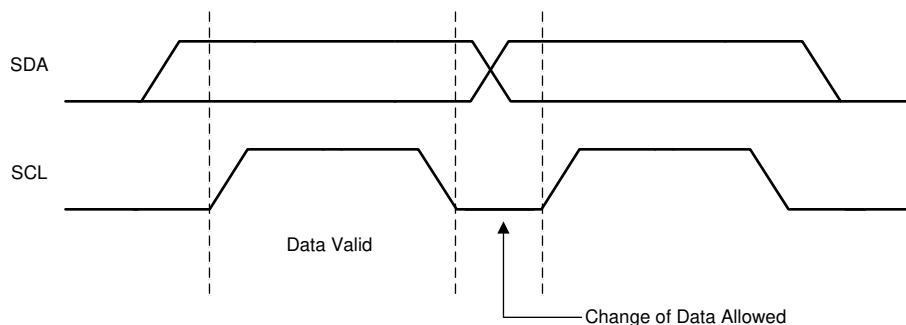 SDA
SCL
Data Valid
Change of Data Allowed